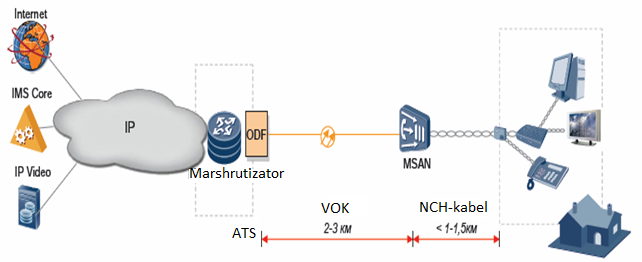 Internet
IMS Core
IP Video
IP
Marshrutizator
ODF
ATS
VOK
2-3 км
MSAN
NCH-kabel
< 1-1,5км